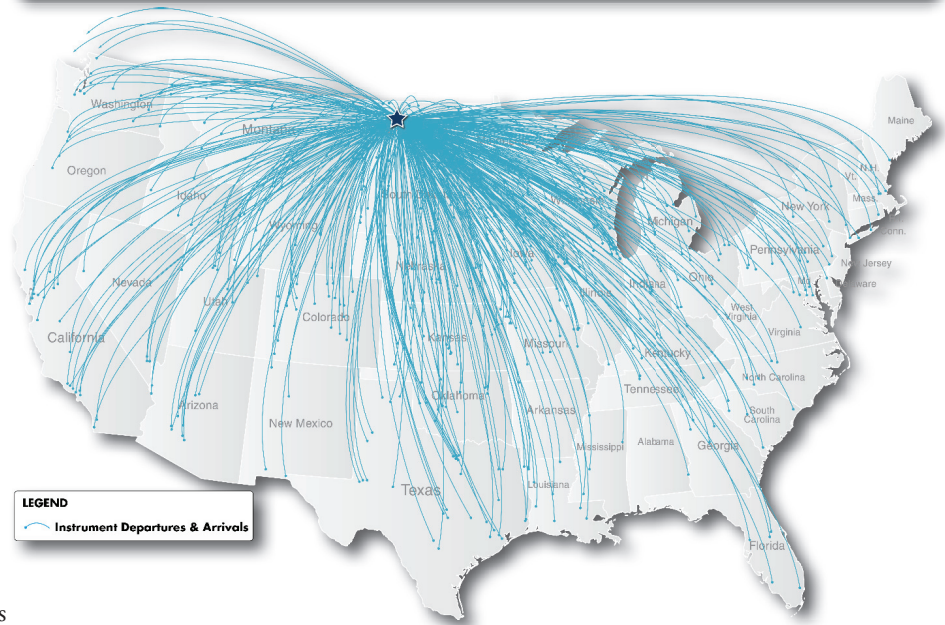 Washington
Montana
Maine
Oregon
Idaho
South
Wisconsin
Michigan
Vt.
N.H.
Mass.
New York
Wyoming
Conn.
Nevada
Utah
Nebraska
Iowa
Illinois
Indiana
Ohio
Pennsylvania
New Jersey
ware
California
Colorado
Kansas
Missouri
Kentucky
West
Virginia
Virginia
Arizona
New Mexico
Oklahoma
Arkansas
Tennessee
North Carolina
South
Carolina
Mississippi
Alabama
Georgia
Texas
Louisiana
Florida
LEGEND
Instrument Departures & Arrivals
s